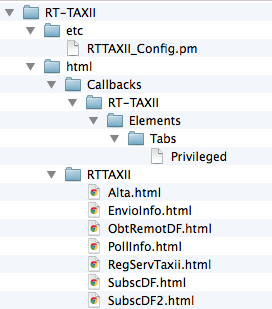 RT-TAXII
etc
RTTAXII_Config.pm
html
Callbacks
RT-TAXII
Elements
Tabs
Privileged
RTTAXII
Alta.html
EnvioInfo.html
ObtRemotDF.html
PollInfo.html
RegServTaxii.html
SubscDF.html
SubscDF2.html